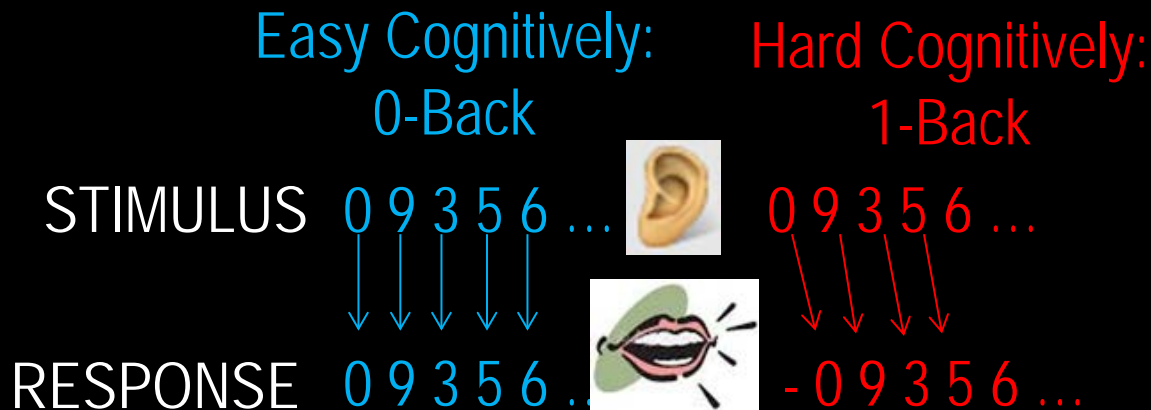 Easy Cognitively:
0-Back
Hard Cognitively:
1-Back
STIMULUS 0 9 3 5 6 ... 0 9 3 5 6 ...
RESPONSE 0 9 3 5 6 .. - 0 9 3 5 6 ...